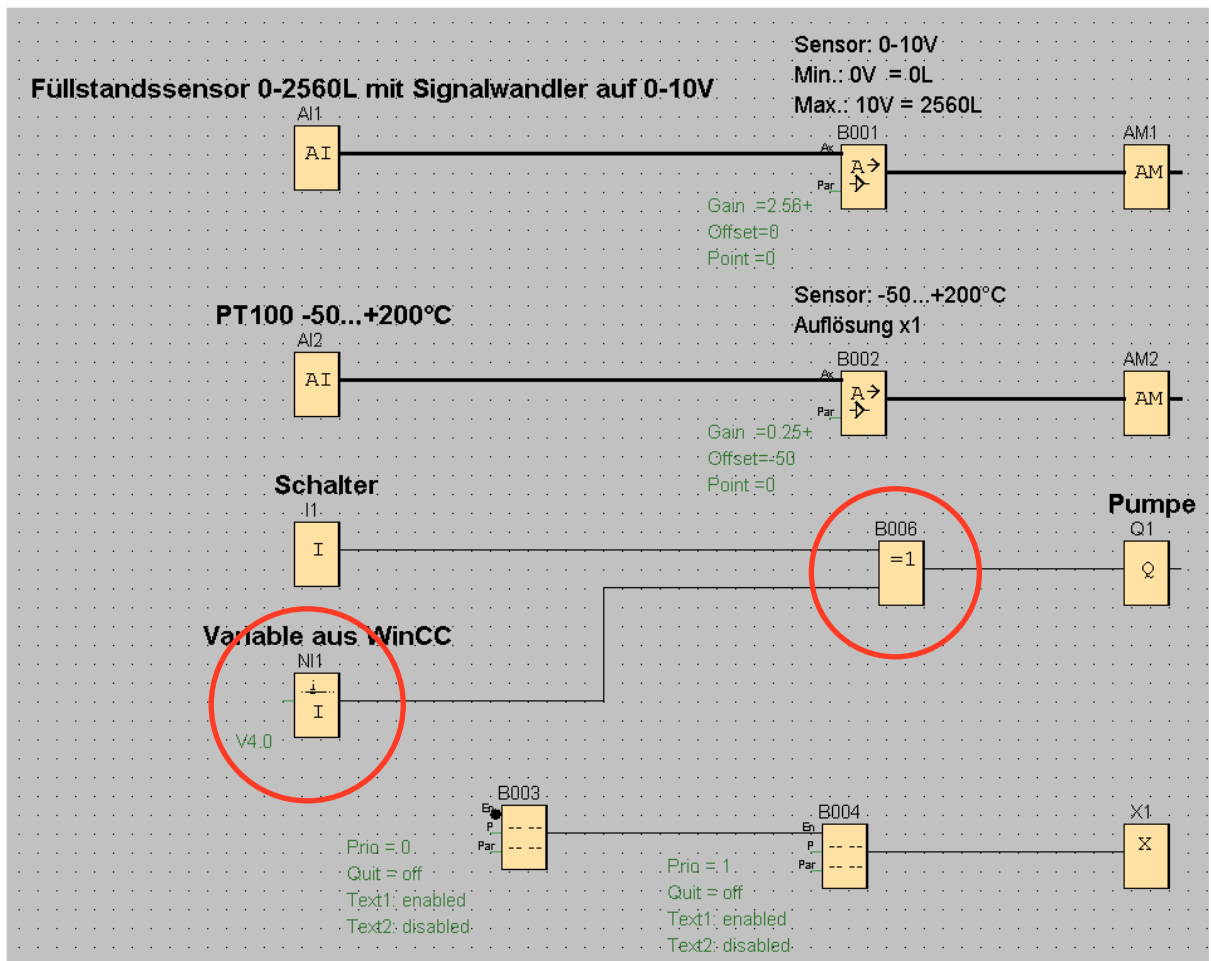 Sensor: 0-10V
Min.: 0V = 0L
Max.: 10V = 2560L
Füllstandssensor 0-2560L mit Signalwandler auf 0-10V
AI1
AI
B001
Ax
A
Par
AM1
AM
Gain =2.56+
Offset=0
Point =0
Sensor: -50...+200°C
Auflösung x1
PT100 -50...+200°C
AI2
AI
B002
Ax
A
Par
AM2
AM
Gain =0.25+
Offset=-50
Point =0
Schalter
I1
I
B006
=1
Pumpe
Q1
Q
Variable aus WinCC
NI1
i
I
V4.0
B003
En
P
Par
Prio = 0
Quit = off
Text1: enabled
Text2: disabled
B004
En
P
Par
Prio = 1
Quit = off
Text1: enabled
Text2: disabled
X1
X